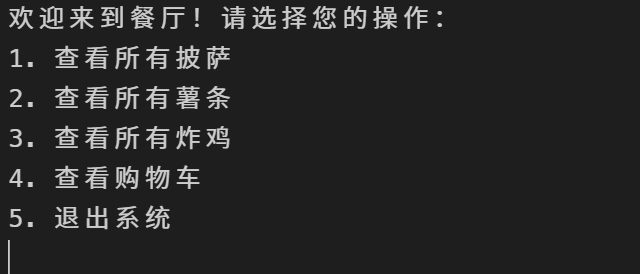 欢迎来到餐厅！请选择您的操作：
1. 查看所有披萨
2. 查看所有薯条
3. 查看所有炸鸡
4. 查看购物车
5. 退出系统